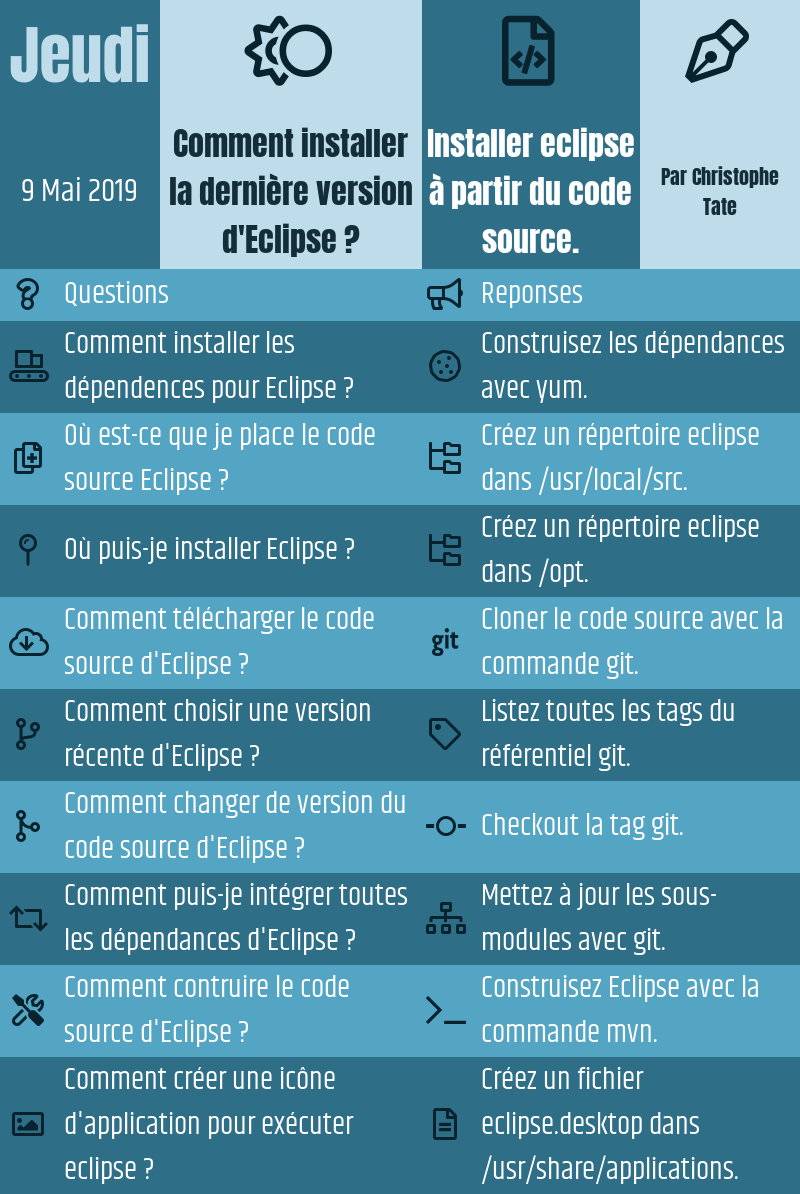 Jeudi
9 Mai 2019
Comment installer
la dernière version
d'Eclipse ?
Installer eclipse
à partir du code
source.
Par Christophe
Tate
Questions
Reponses
Comment installer les
dépendences pour Eclipse ?
Construisez les dépendances
avec yum.
Où est-ce que je place le code
source Eclipse ?
Créez un répertoire eclipse
dans /usr/local/src.
Où puis-je installer Eclipse ?
Créez un répertoire eclipse
dans /opt.
Comment télécharger le code
source d'Eclipse ?
git
Cloner le code source avec la
commande git.
Comment choisir une version
récente d'Eclipse ?
Listez toutes les tags du
référentiel git.
Comment changer de version du
code source d'Eclipse ?
Checkout la tag git.
Comment puis-je intégrer toutes
les dépendances d'Eclipse ?
Mettez à jour les sous-
modules avec git.
Comment contruire le code
source d'Eclipse ?
Construisez Eclipse avec la
commande mvn.
Comment créer une icône
d'application pour exécuter
eclipse ?
Créez un fichier
eclipse.desktop dans
/usr/share/applications.